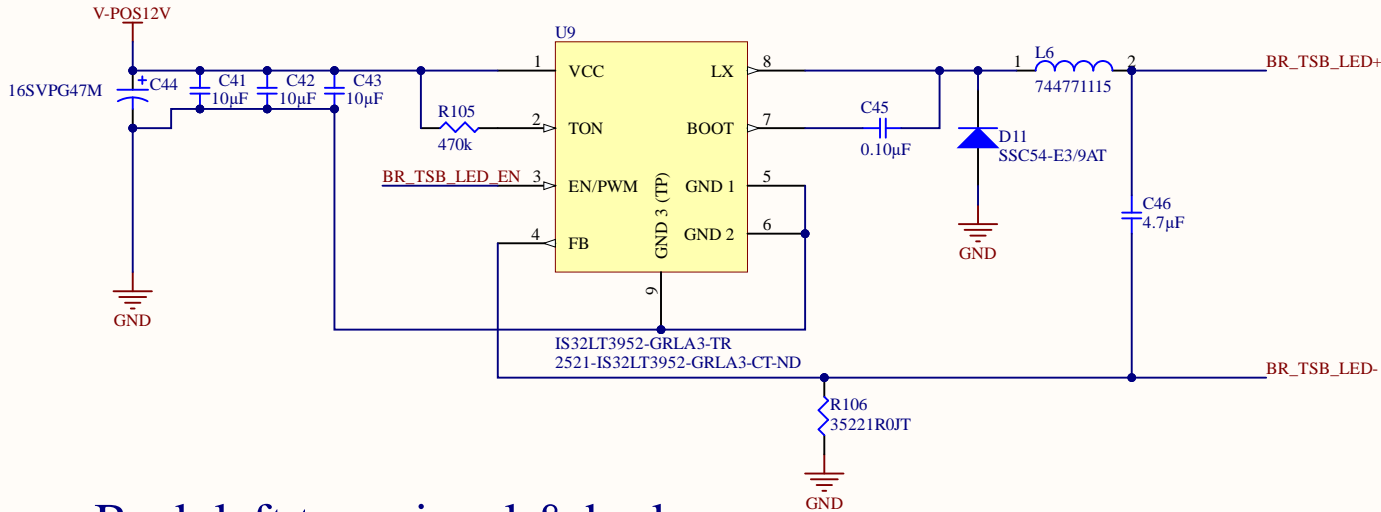 V-POS12V
16SVPG47M
C44
C41
10µF
C42
10µF
C43
10µF
R105
470k
BR_TSB_LED_EN
U9
1
VCC
2
TON
3
EN/PWM
4
FB
LX
8
BOOT
7
GND 1
5
GND 2
6
GND 3 (TP)
9
IS32LT3952-GRLA3-TR
2521-IS32LT3952-GRLA3-CT-ND
C45
0.10µF
D11
SSC54-E3/9AT
GND
1
L6
2
744771115
BR_TSB_LED+
C46
4.7µF
BR_TSB_LED-
R106
35221R0JT
GND
GND